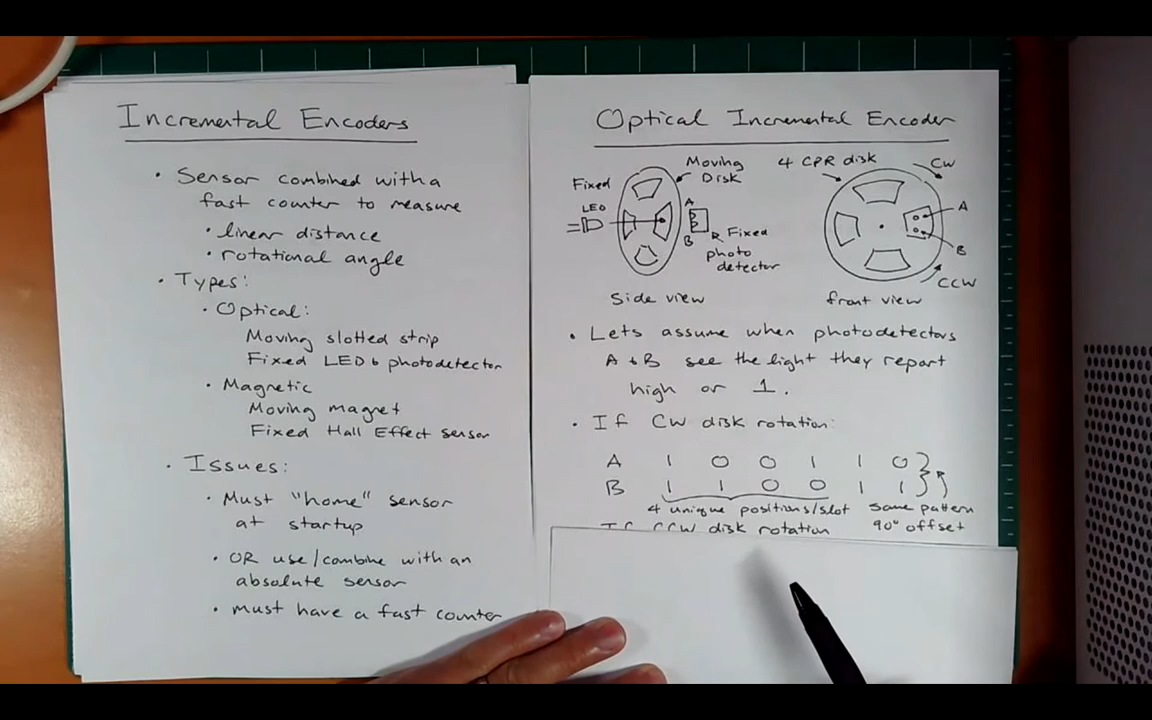 Incremental Encoders
• Sensor combined with a
fast counter to measure
• linear distance
• rotational angle
• Types:
• Optical:
Moving slotted strip
Fixed LED & photodetector
• Magnetic
Moving magnet
Fixed Hall Effect sensor
• Issues:
• Must "home" sensor
at startup
• OR use/combine with an
absolute sensor
• must have a fast counter
Optical Incremental Encoder
Fixed
LED
Moving
Disk
A
B
Fixed
photo
detector
Side view
4 CPR disk
CW
A
B
CCW
front view
• Lets assume when photodetectors
A & B see the light they report
high or 1.
• If CW disk rotation:
A 1 0 0 1 1 0
B 1 1 0 0 1 1
4 unique positions/slot
same pattern
90° offset
If CCW disk rotation